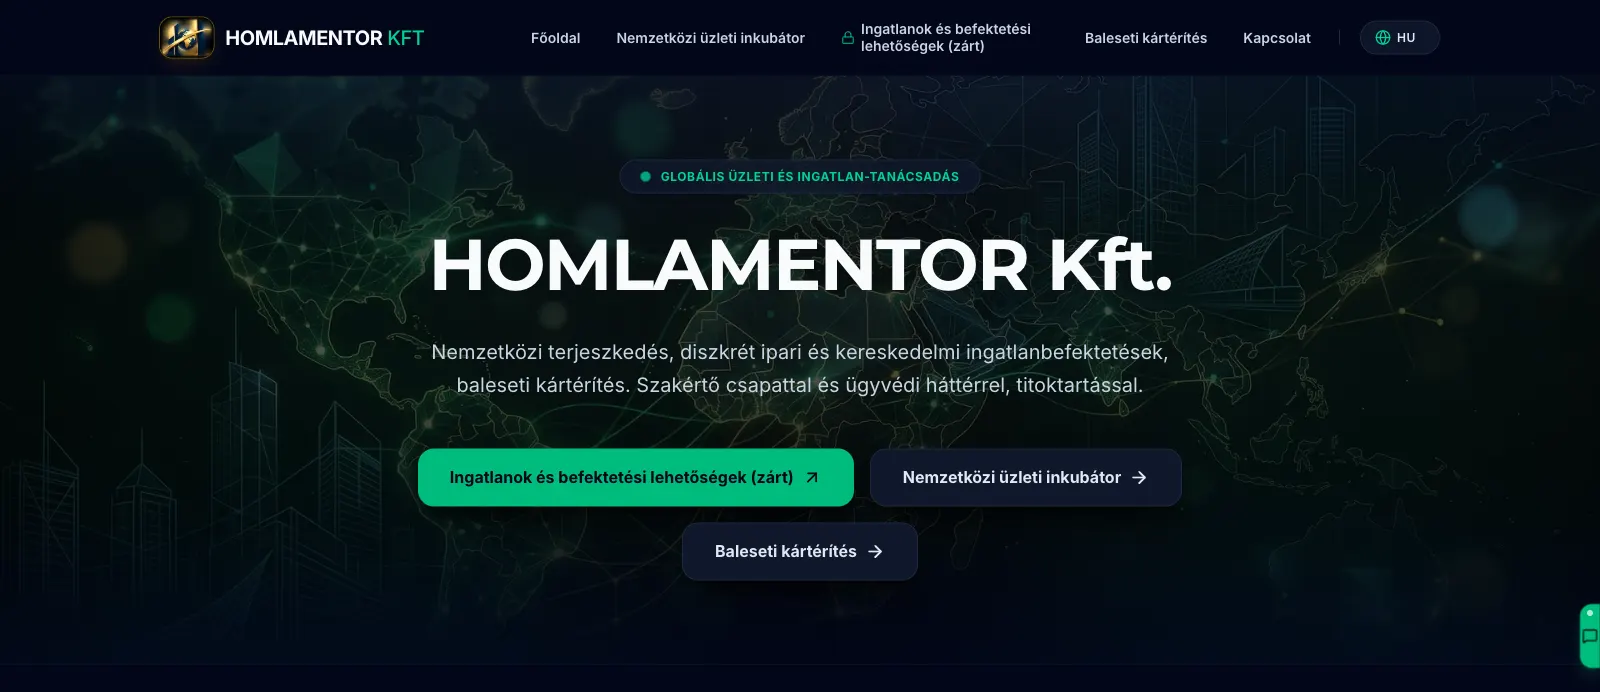 HOMLAMENTOR KFT
Főoldal
Nemzetközi üzleti inkubátor
Ingatlanok és befektetési
lehetőségek (zárt)
Baleseti kártérítés
Kapcsolat
HU
GLOBÁLIS ÜZLETI ÉS INGATLAN-TANÁCSADÁS
HOMLAMENTOR Kft.
Nemzetközi terjeszkedés, diszkrét ipari és kereskedelmi ingatlanbefektetések,
baleseti kártérítés. Szakértő csapattal és ügyvédi háttérrel, titoktartással.
Ingatlanok és befektetési lehetőségek (zárt)
Nemzetközi üzleti inkubátor
Baleseti kártérítés